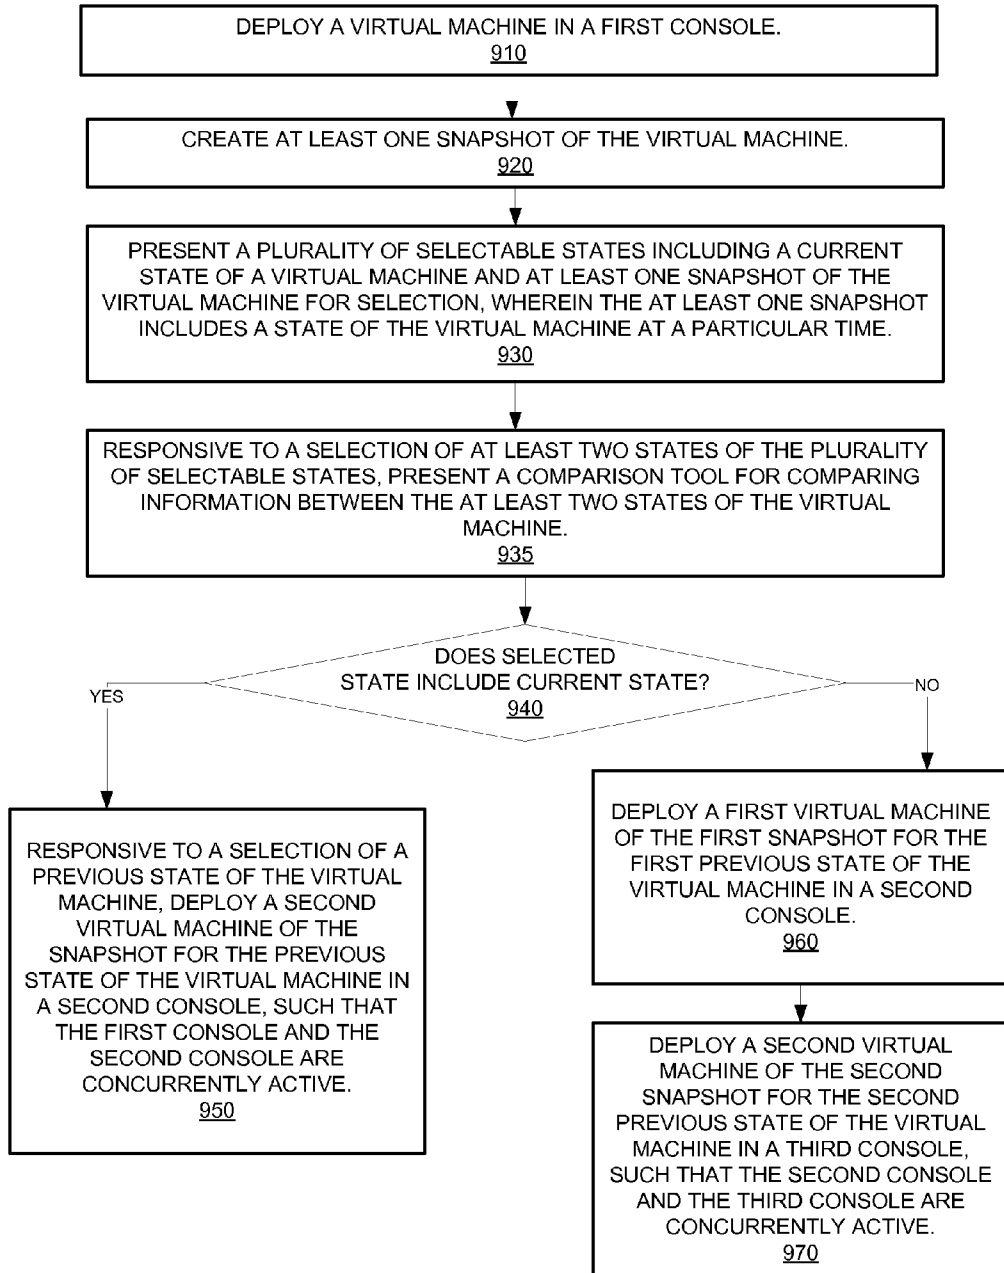 DEPLOY A VIRTUAL MACHINE IN A FIRST CONSOLE.
910
CREATE AT LEAST ONE SNAPSHOT OF THE VIRTUAL MACHINE.
920
PRESENT A PLURALITY OF SELECTABLE STATES INCLUDING A CURRENT
STATE OF A VIRTUAL MACHINE AND AT LEAST ONE SNAPSHOT OF THE
VIRTUAL MACHINE FOR SELECTION, WHEREIN THE AT LEAST ONE SNAPSHOT
INCLUDES A STATE OF THE VIRTUAL MACHINE AT A PARTICULAR TIME.
930
RESPONSIVE TO A SELECTION OF AT LEAST TWO STATES OF THE PLURALITY
OF SELECTABLE STATES, PRESENT A COMPARISON TOOL FOR COMPARING
INFORMATION BETWEEN THE AT LEAST TWO STATES OF THE VIRTUAL
MACHINE.
935
DOES SELECTED
STATE INCLUDE CURRENT STATE?
940
YES
NO
RESPONSIVE TO A SELECTION OF A
PREVIOUS STATE OF THE VIRTUAL
MACHINE, DEPLOY A SECOND
VIRTUAL MACHINE OF THE
SNAPSHOT FOR THE PREVIOUS
STATE OF THE VIRTUAL MACHINE IN
A SECOND CONSOLE, SUCH THAT
THE FIRST CONSOLE AND THE
SECOND CONSOLE ARE
CONCURRENTLY ACTIVE.
950
DEPLOY A FIRST VIRTUAL MACHINE
OF THE FIRST SNAPSHOT FOR THE
FIRST PREVIOUS STATE OF THE
VIRTUAL MACHINE IN A SECOND
CONSOLE.
960
DEPLOY A SECOND VIRTUAL
MACHINE OF THE SECOND
SNAPSHOT FOR THE SECOND
PREVIOUS STATE OF THE VIRTUAL
MACHINE IN A THIRD CONSOLE,
SUCH THAT THE SECOND CONSOLE
AND THE THIRD CONSOLE ARE
CONCURRENTLY ACTIVE.
970